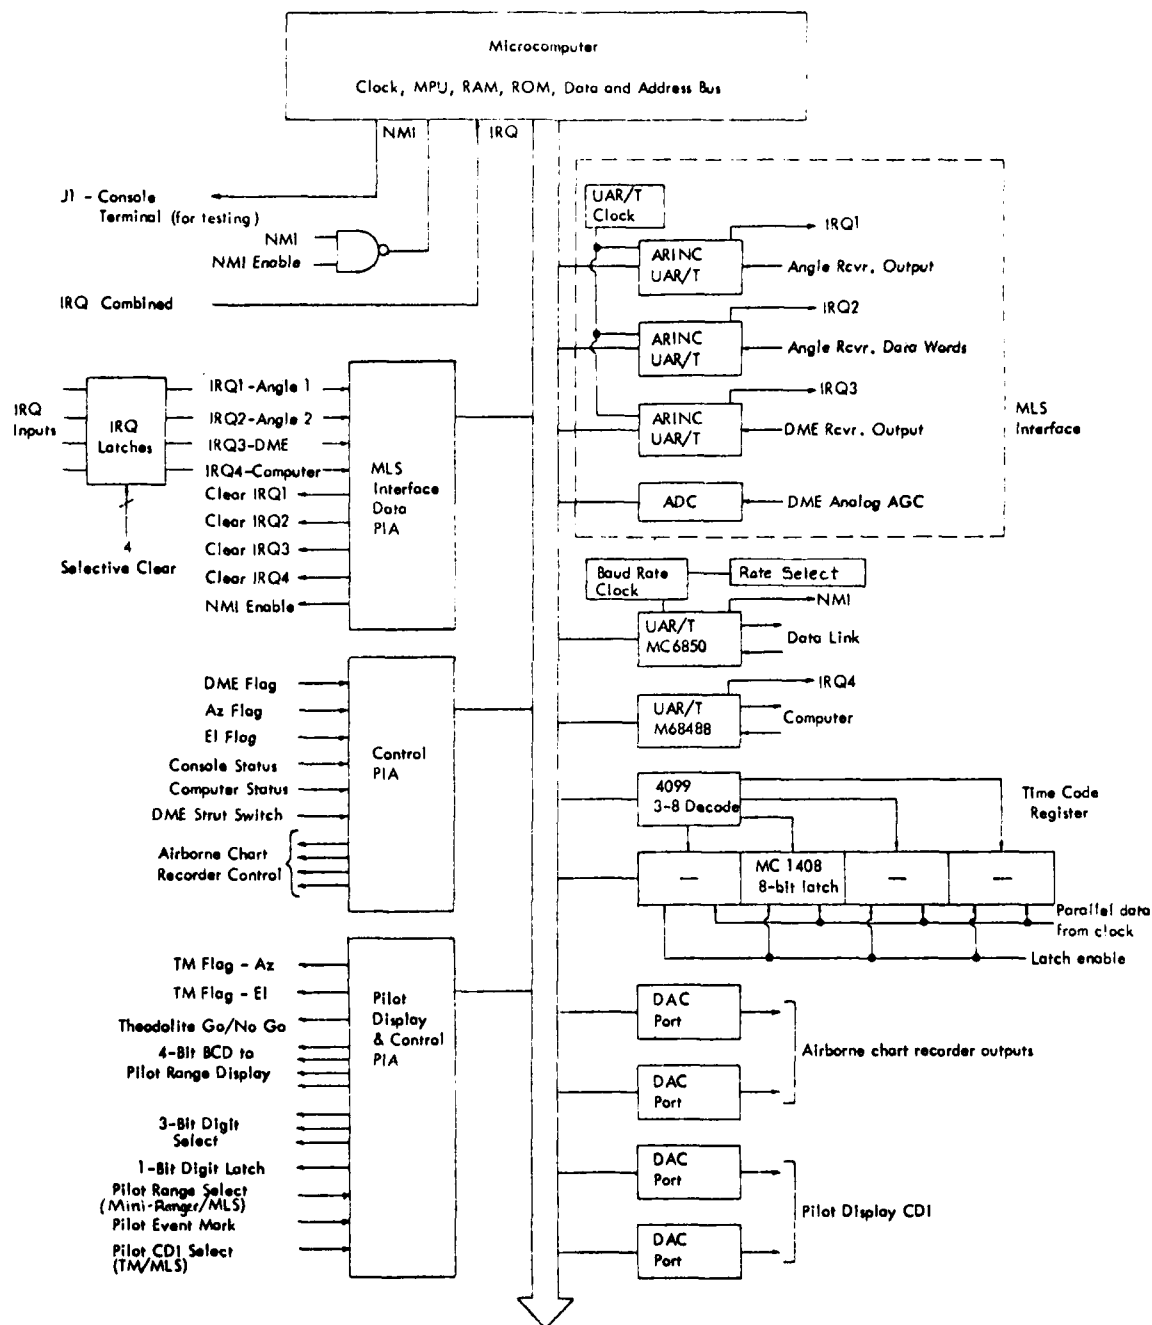 Microcomputer
Clock, MPU, RAM, ROM, Data and Address Bus
NMI
IRQ
J1 - Console
Terminal (for testing)
NMI
NMI Enable
IRQ Combined
IRQ
Inputs
IRQ
Latches
4
Selective Clear
IRQ1-Angle 1
IRQ2-Angle 2
IRQ3-DME
IRQ4-Computer
Clear IRQ1
Clear IRQ2
Clear IRQ3
Clear IRQ4
NMI Enable
MLS
Interface
Data
PIA
DME Flag
Az Flag
El Flag
Console Status
Computer Status
DME Strut Switch
Airborne Chart
Recorder Control
Control
PIA
TM Flag - Az
TM Flag - El
Theodolite Go/No Go
4-Bit BCD to
Pilot Range Display
3-Bit Digit
Select
1-Bit Digit Latch
Pilot Range Select
(Mini-Ranger/MLS)
Pilot Event Mark
Pilot CDI Select
(TM/MLS)
Pilot
Display
& Control
PIA
UAR/T
Clock
ARINC
UAR/T
IRQ1
Angle Rcvr. Output
ARINC
UAR/T
IRQ2
Angle Rcvr. Data Words
ARINC
UAR/T
IRQ3
DME Rcvr. Output
ADC
DME Analog AGC
MLS
Interface
Baud Rate
Clock
Rate Select
UAR/T
MC6850
NMI
Data Link
UAR/T
M68488
IRQ4
Computer
4099
3-8 Decode
Time Code
Register
MC 1408
8-bit latch
Parallel data
from clock
Latch enable
DAC
Port
DAC
Port
Airborne chart recorder outputs
DAC
Port
DAC
Port
Pilot Display CDI